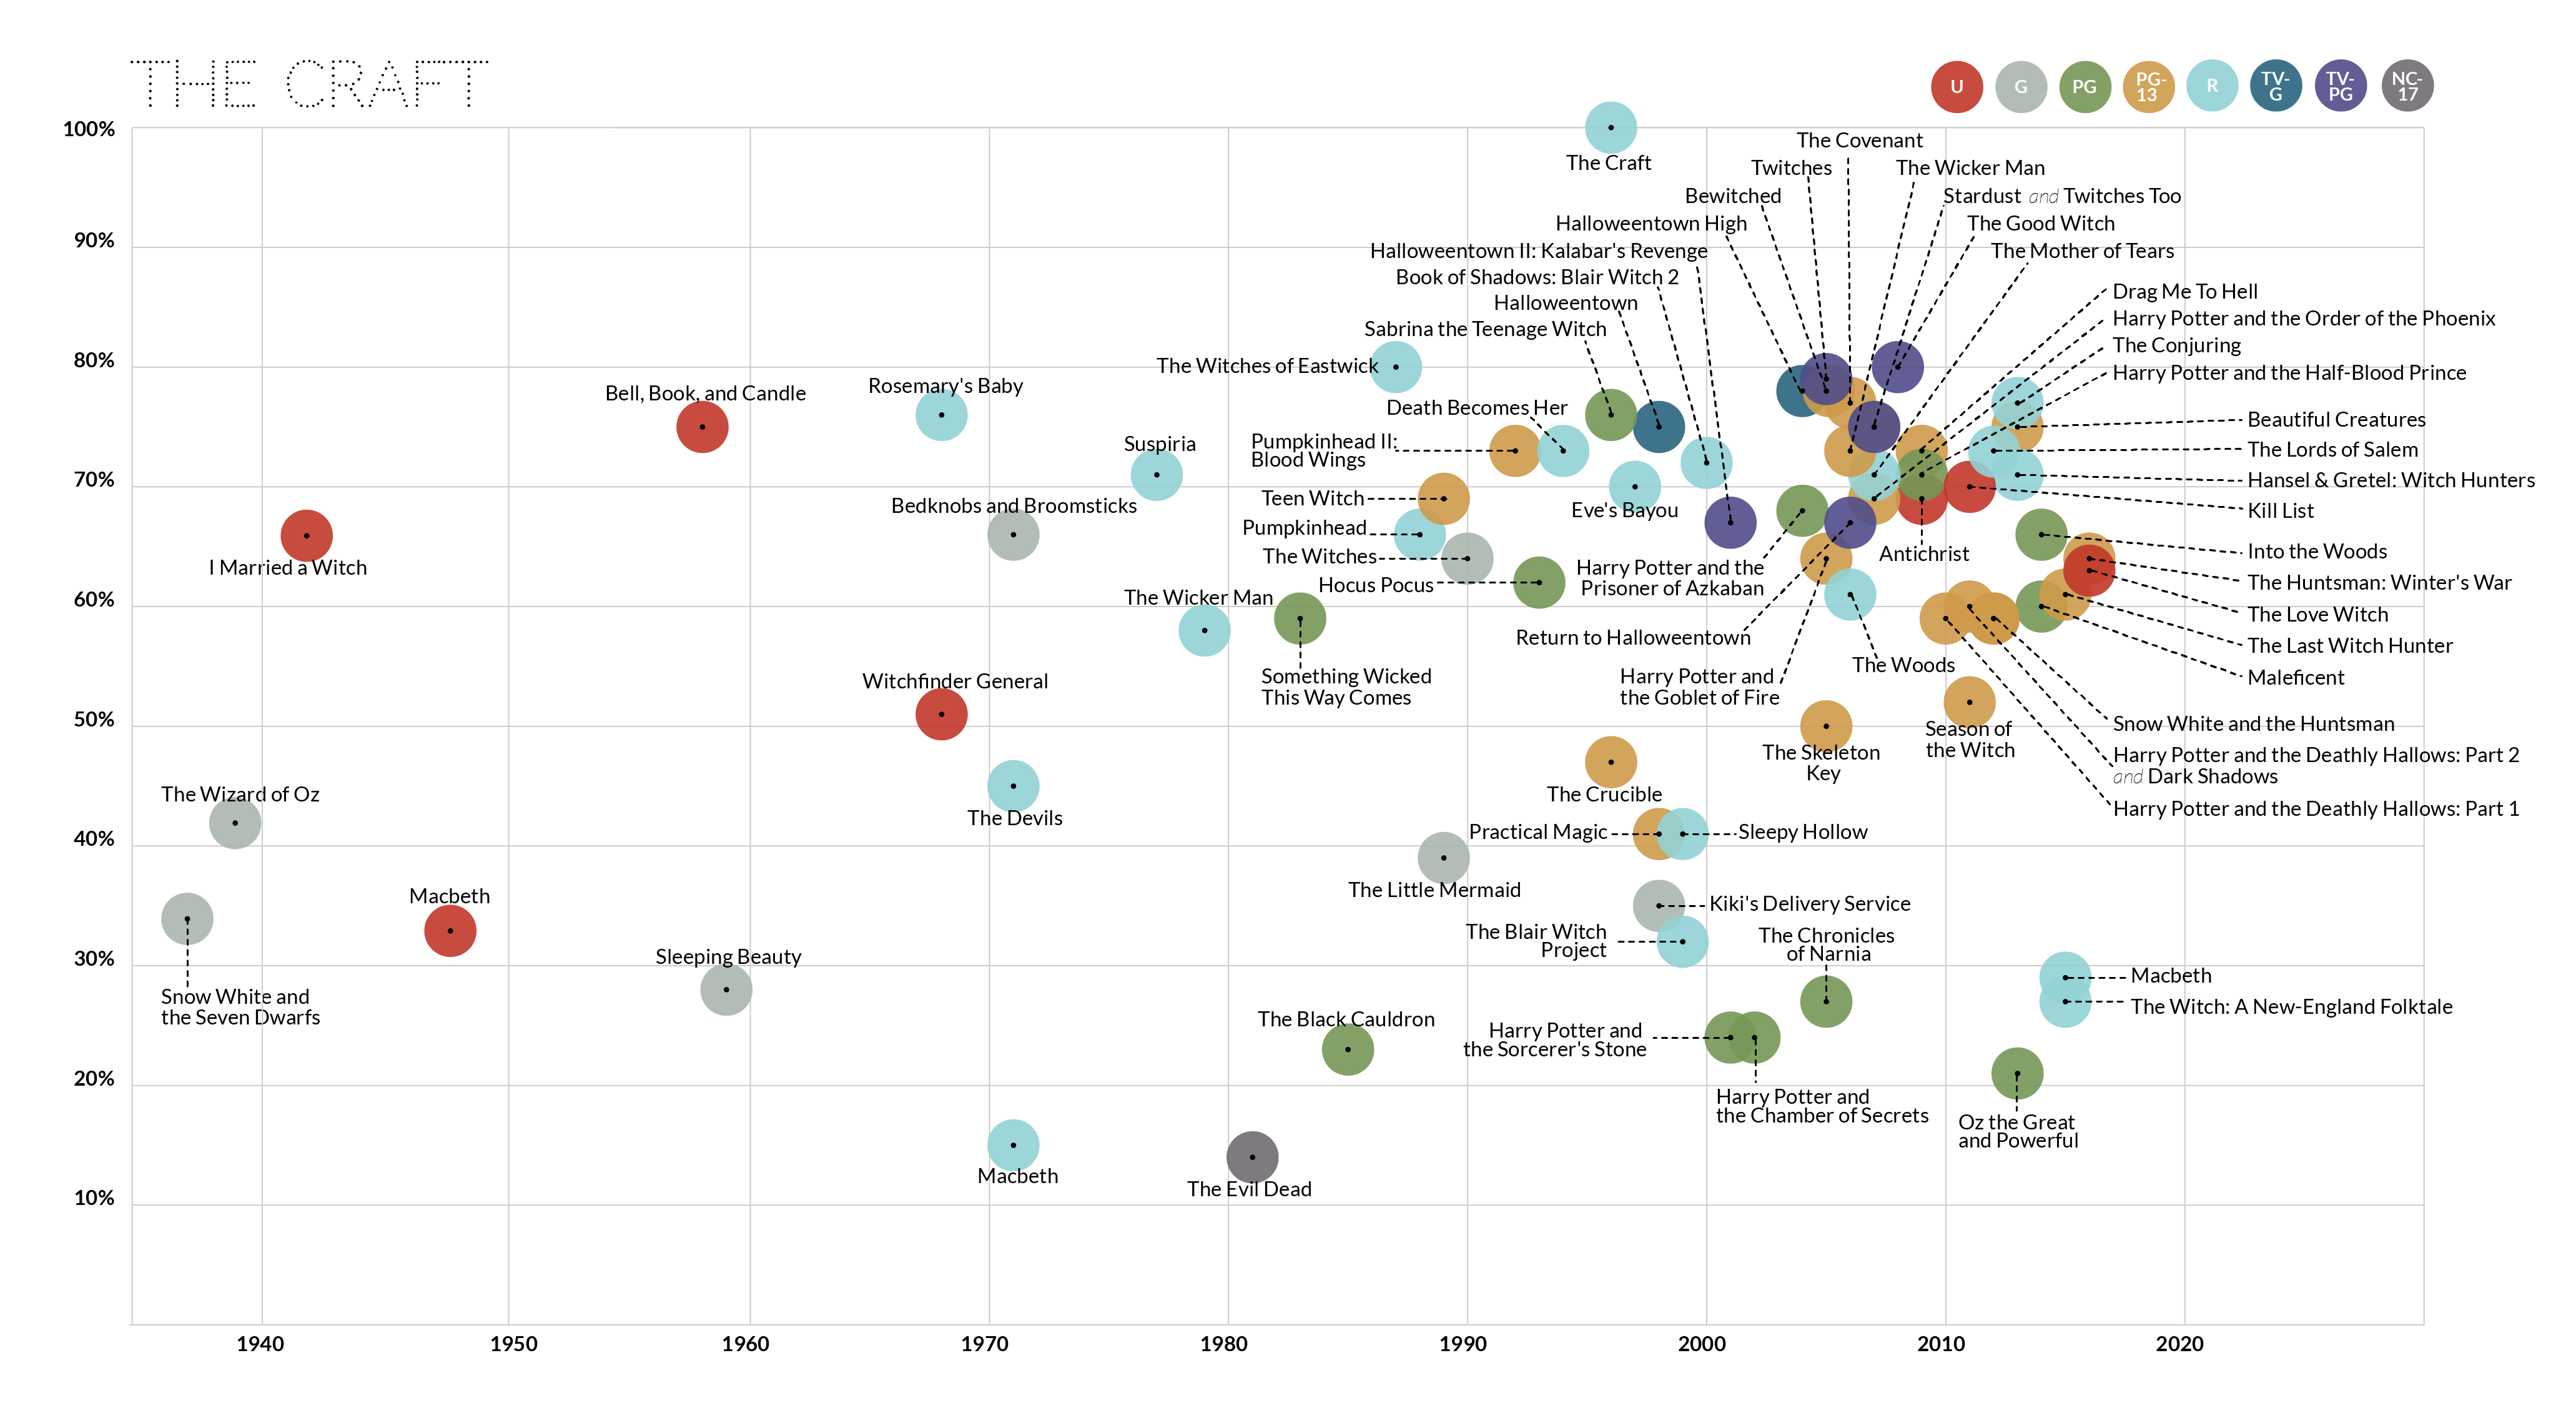 THE CRAFT
U
G
PG
PG-
13
R
TV-
G
TV-
PG
NC-
17
100%
90%
80%
70%
60%
50%
40%
30%
20%
10%
The Craft
The Covenant
Twitches
The Wicker Man
Bewitched
Stardust and Twitches Too
Halloweentown High
The Good Witch
Halloweentown II: Kalabar's Revenge
The Mother of Tears
Book of Shadows: Blair Witch 2
Halloweentown
Sabrina the Teenage Witch
Drag Me To Hell
Harry Potter and the Order of the Phoenix
The Conjuring
Harry Potter and the Half-Blood Prince
The Witches of Eastwick
Bell, Book, and Candle
Rosemary's Baby
Death Becomes Her
Beautiful Creatures
Suspiria
Pumpkinhead II:
Blood Wings
The Lords of Salem
Hansel & Gretel: Witch Hunters
Teen Witch
Bedknobs and Broomsticks
Eve's Bayou
Kill List
Pumpkinhead
The Witches
Antichrist
Into the Woods
I Married a Witch
Hocus Pocus
Harry Potter and the
Prisoner of Azkaban
The Huntsman: Winter's War
The Wicker Man
The Love Witch
Return to Halloweentown
The Last Witch Hunter
The Woods
Something Wicked
This Way Comes
Harry Potter and
the Goblet of Fire
Maleficent
Witchfinder General
Season of
the Witch
Snow White and the Huntsman
The Skeleton
Key
Harry Potter and the Deathly Hallows: Part 2
and Dark Shadows
The Wizard of Oz
The Crucible
Harry Potter and the Deathly Hallows: Part 1
The Devils
Practical Magic
Sleepy Hollow
The Little Mermaid
Macbeth
Kiki's Delivery Service
The Blair Witch
Project
The Chronicles
of Narnia
Sleeping Beauty
Macbeth
Snow White and
the Seven Dwarfs
The Witch: A New-England Folktale
The Black Cauldron
Harry Potter and
the Sorcerer's Stone
Harry Potter and
the Chamber of Secrets
Oz the Great
and Powerful
Macbeth
The Evil Dead
1940
1950
1960
1970
1980
1990
2000
2010
2020